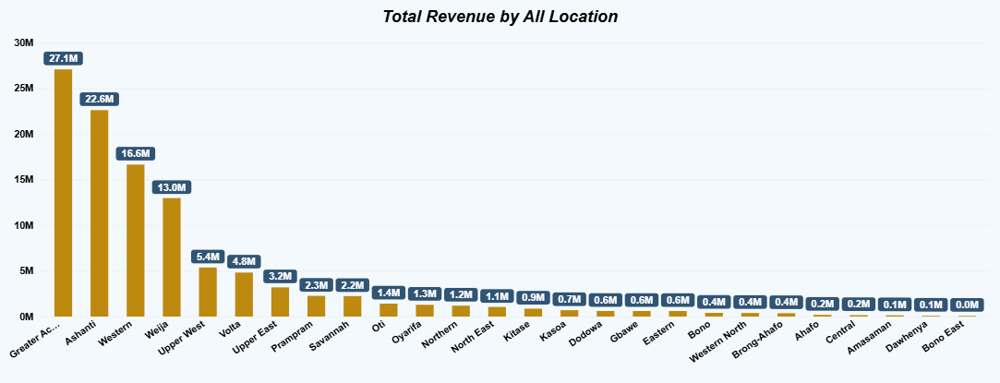 Total Revenue by All Location
30M
25M
20M
15M
10M
5M
0M
27.1M
22.6M
16.6M
13.0M
5.4M
4.8M
3.2M
2.3M
2.2M
1.4M
1.3M
1.2M
1.1M
0.9M
0.7M
0.6M
0.6M
0.6M
0.4M
0.4M
0.4M
0.2M
0.2M
0.1M
0.1M
0.0M
Greater Ac...
Ashanti
Western
Weija
Upper West
Volta
Upper East
Prampram
Savannah
Oti
Oyarifa
Northern
North East
Kitase
Kasoa
Dodowa
Gbawe
Eastern
Bono
Western North
Brong-Ahafo
Ahafo
Central
Amasaman
Dawhenya
Bono East